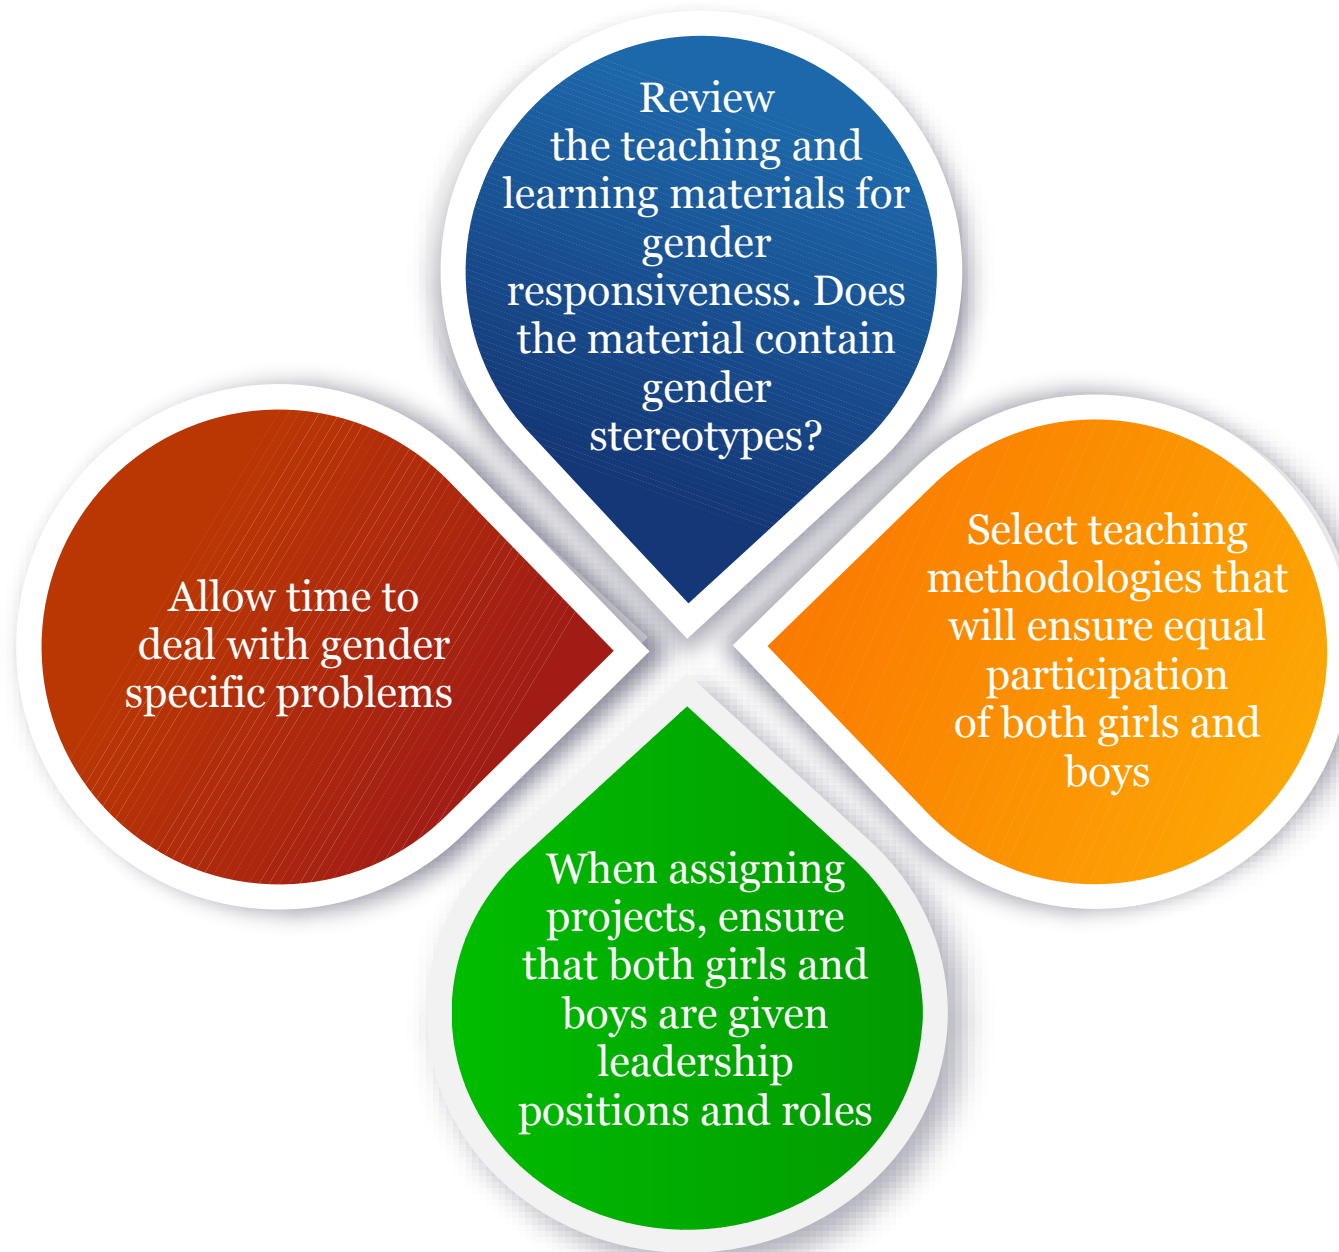 Review
the teaching and
learning materials for
gender
responsiveness. Does
the material contain
gender
stereotypes?
Select teaching
methodologies that
will ensure equal
participation
of both girls and
boys
When assigning
projects, ensure
that both girls and
boys are given
leadership
positions and roles
Allow time to
deal with gender
specific problems